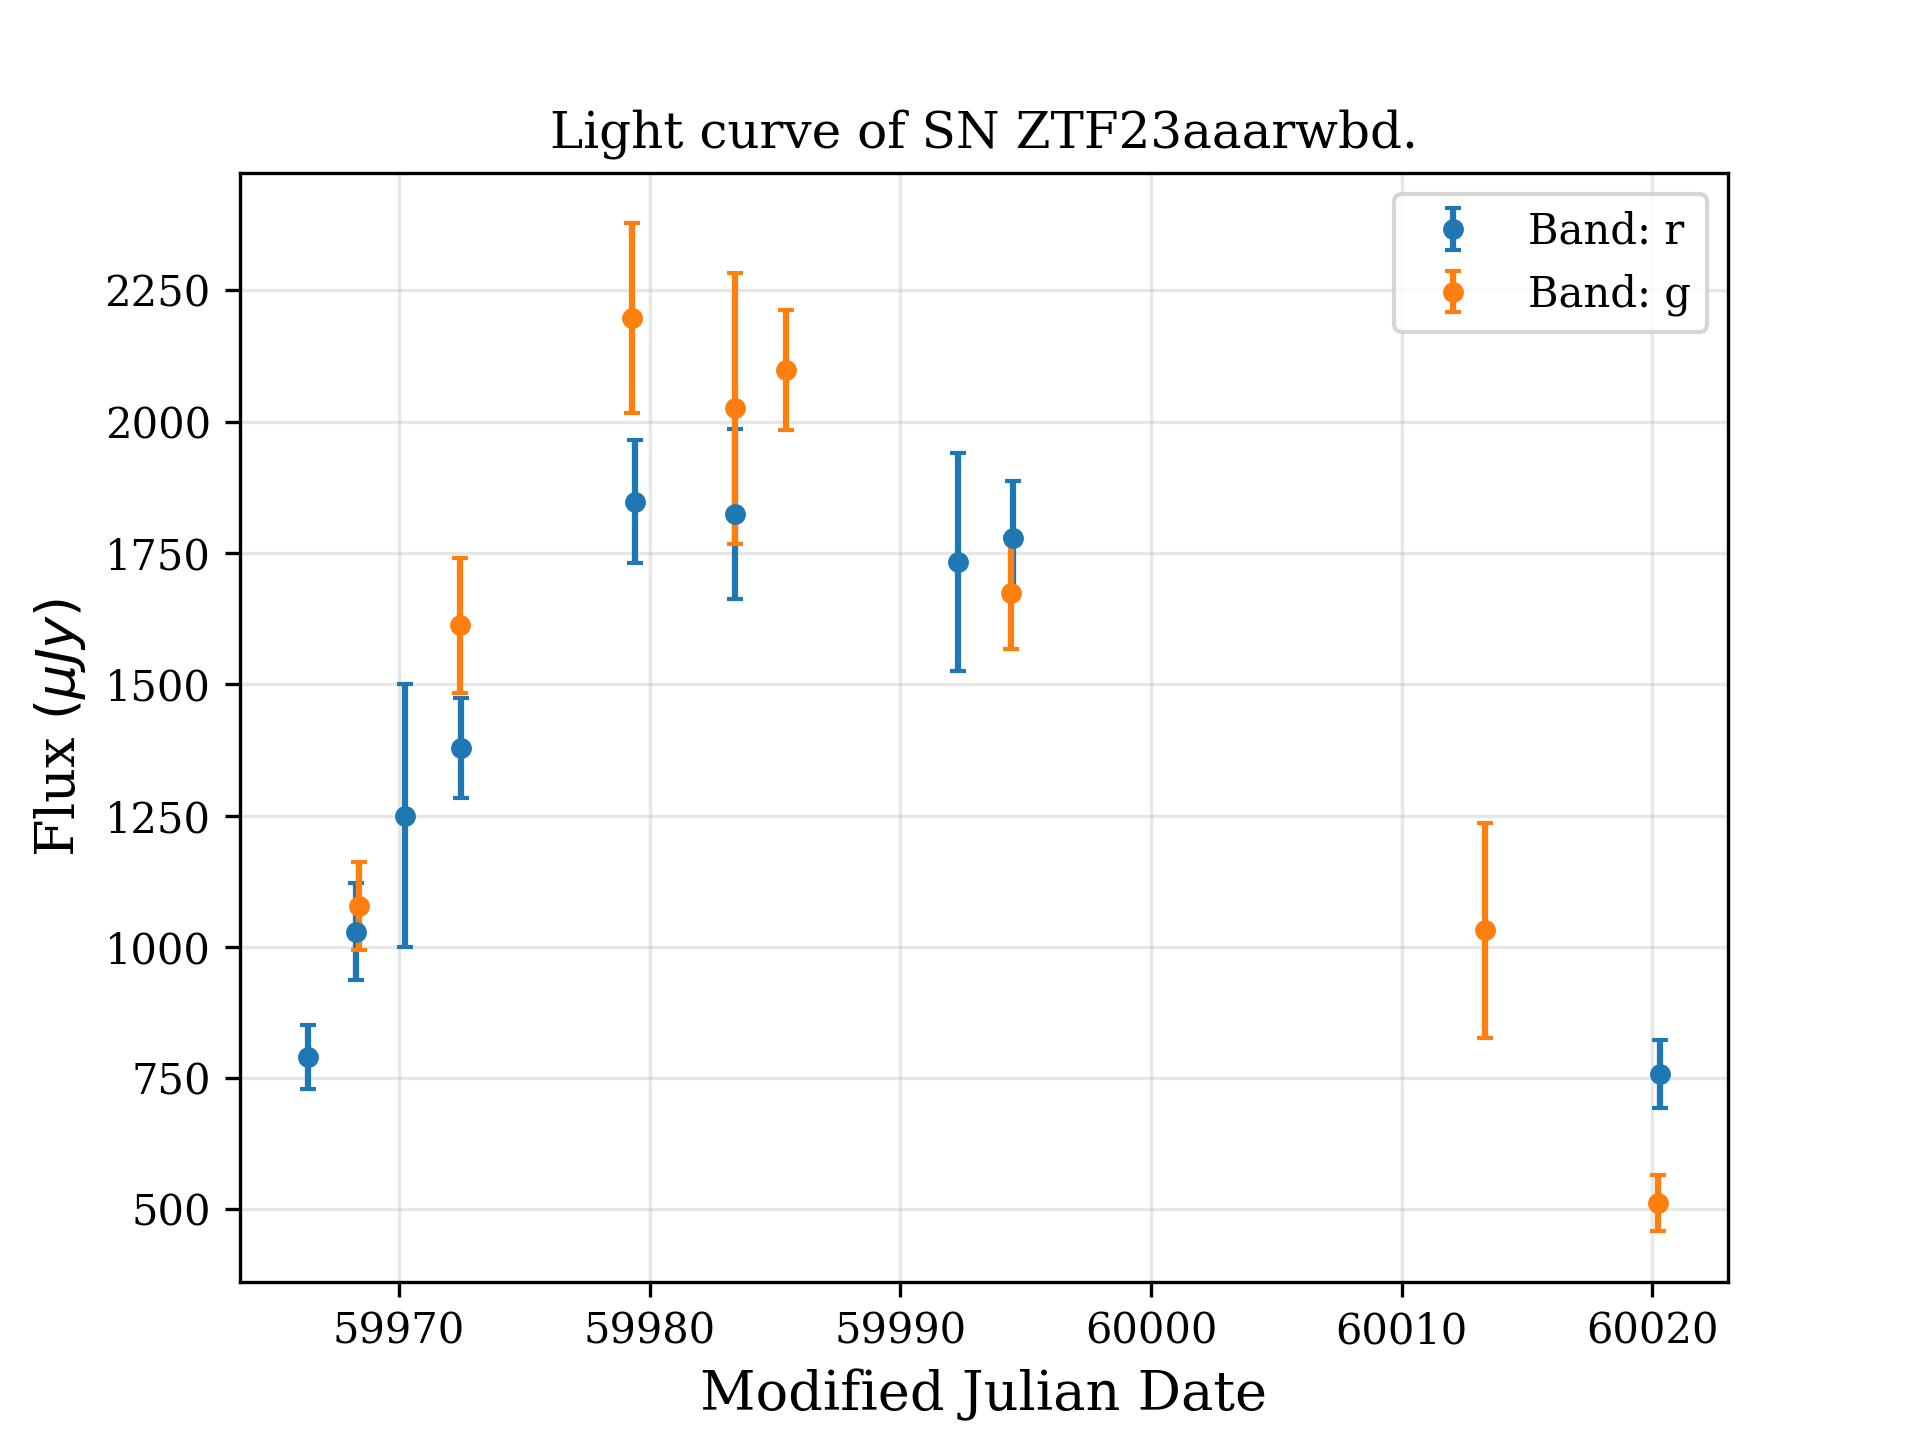 Light curve of SN ZTF23aaarwbd.
Band: r
Band: g
2250
2000
1750
1500
1250
1000
750
500
Flux (μJy)
59970 59980 59990 60000 60010 60020
Modified Julian Date